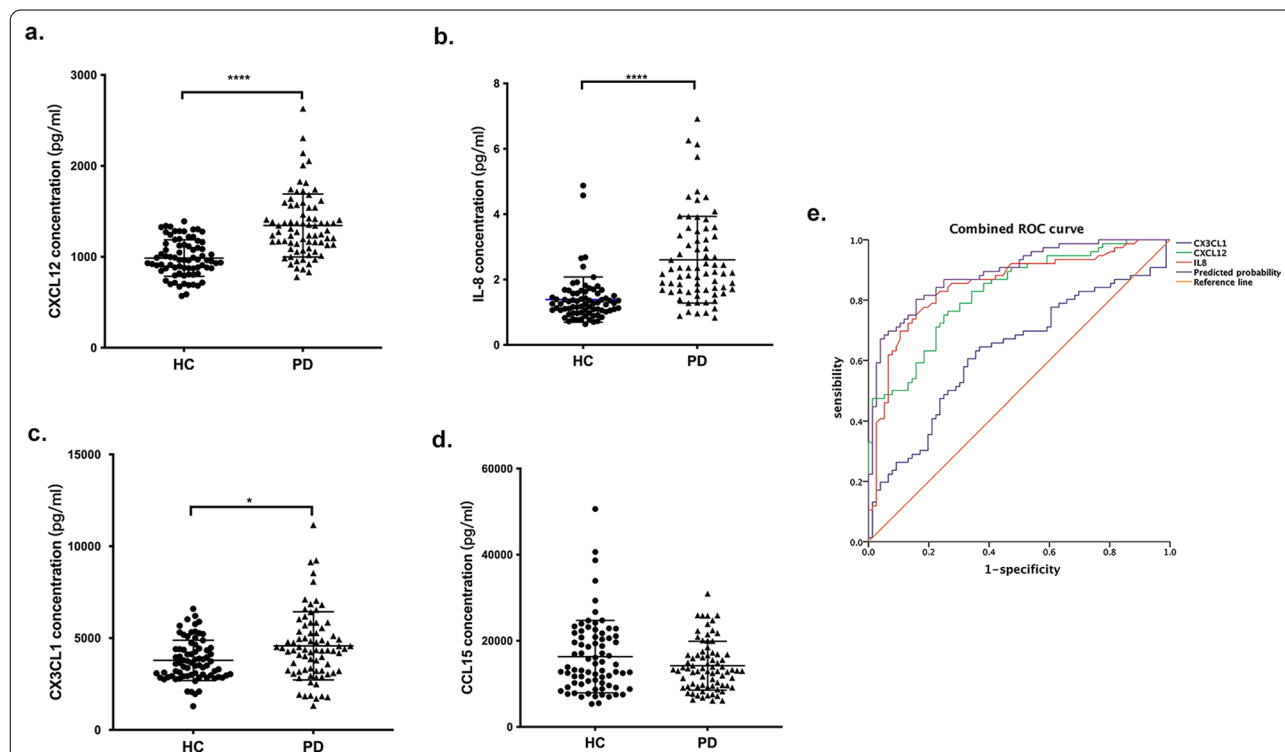 a.
CXCL12 concentration (pg/ml)
3000
2000
1000
0
****
HC
PD
b.
IL-8 concentration (pg/ml)
8
6
4
2
0
****
HC
PD
c.
CX3CL1 concentration (pg/ml)
15000
10000
5000
0
*
HC
PD
d.
CCL15 concentration (pg/ml)
60000
40000
20000
0
HC
PD
e.
Combined ROC curve
sensibility
1.0
0.8
0.6
0.4
0.2
0.0
0.0 0.2 0.4 0.6 0.8 1.0
1-specificity
CX3CL1
CXCL12
IL8
Predicted probability
Reference line